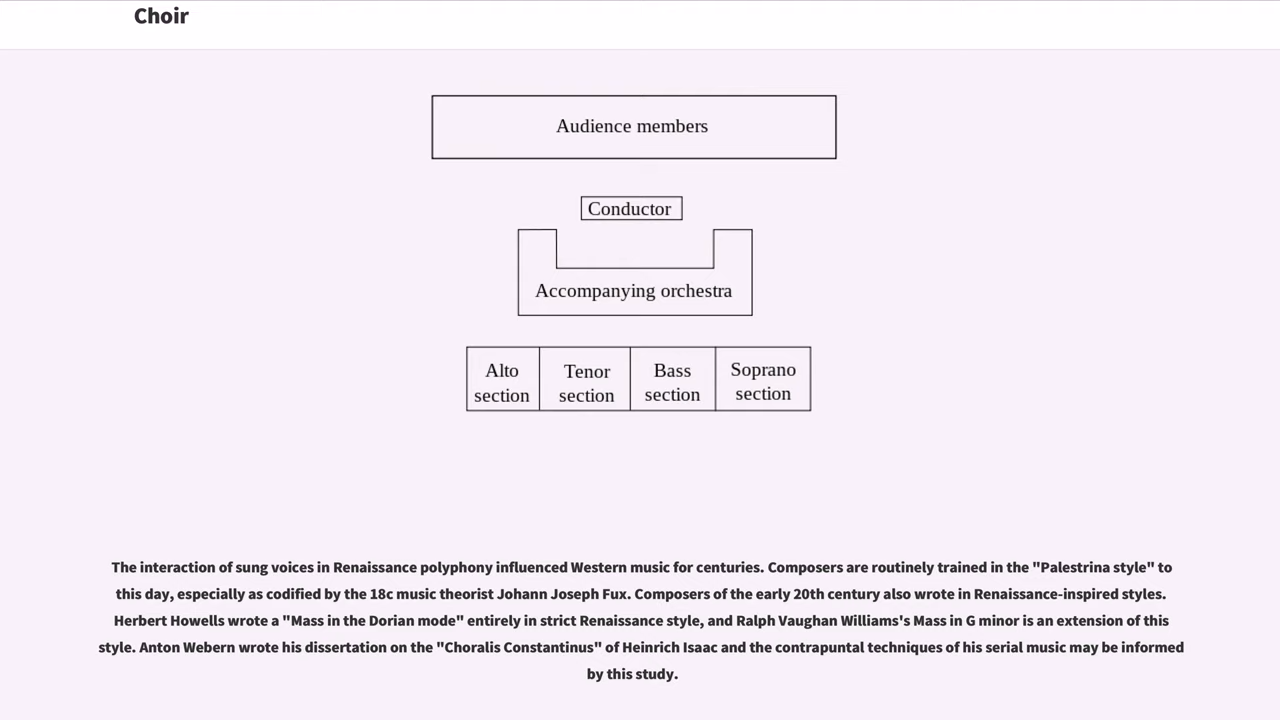 Choir
Audience members
Conductor
Accompanying orchestra
Alto section
Tenor section
Bass section
Soprano section
The interaction of sung voices in Renaissance polyphony influenced Western music for centuries. Composers are routinely trained in the "Palestrina style" to
this day, especially as codified by the 18c music theorist Johann Joseph Fux. Composers of the early 20th century also wrote in Renaissance-inspired styles.
Herbert Howells wrote a "Mass in the Dorian mode" entirely in strict Renaissance style, and Ralph Vaughan Williams's Mass in G minor is an extension of this
style. Anton Webern wrote his dissertation on the "Choralis Constantinus" of Heinrich Isaac and the contrapuntal techniques of his serial music may be informed
by this study.